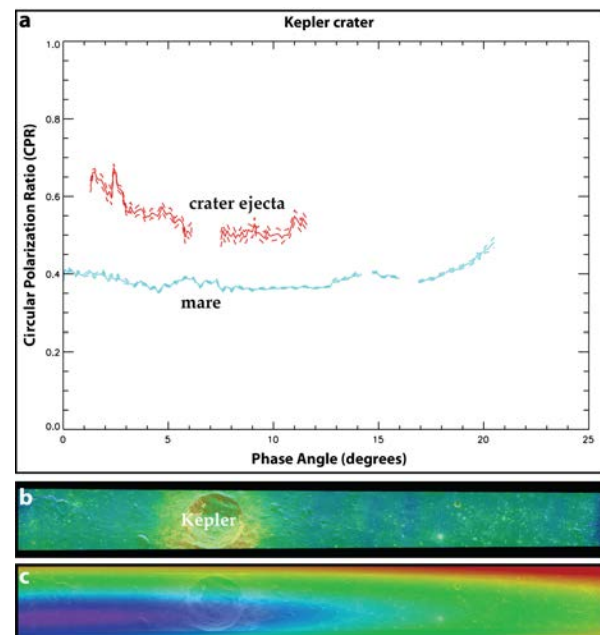 a
Kepler crater
1.0
0.8
0.6
0.4
0.2
0
Circular Polarization Ratio (CPR)
crater ejecta
mare
0 5 10 15 20 25
Phase Angle (degrees)
b
Kepler
c